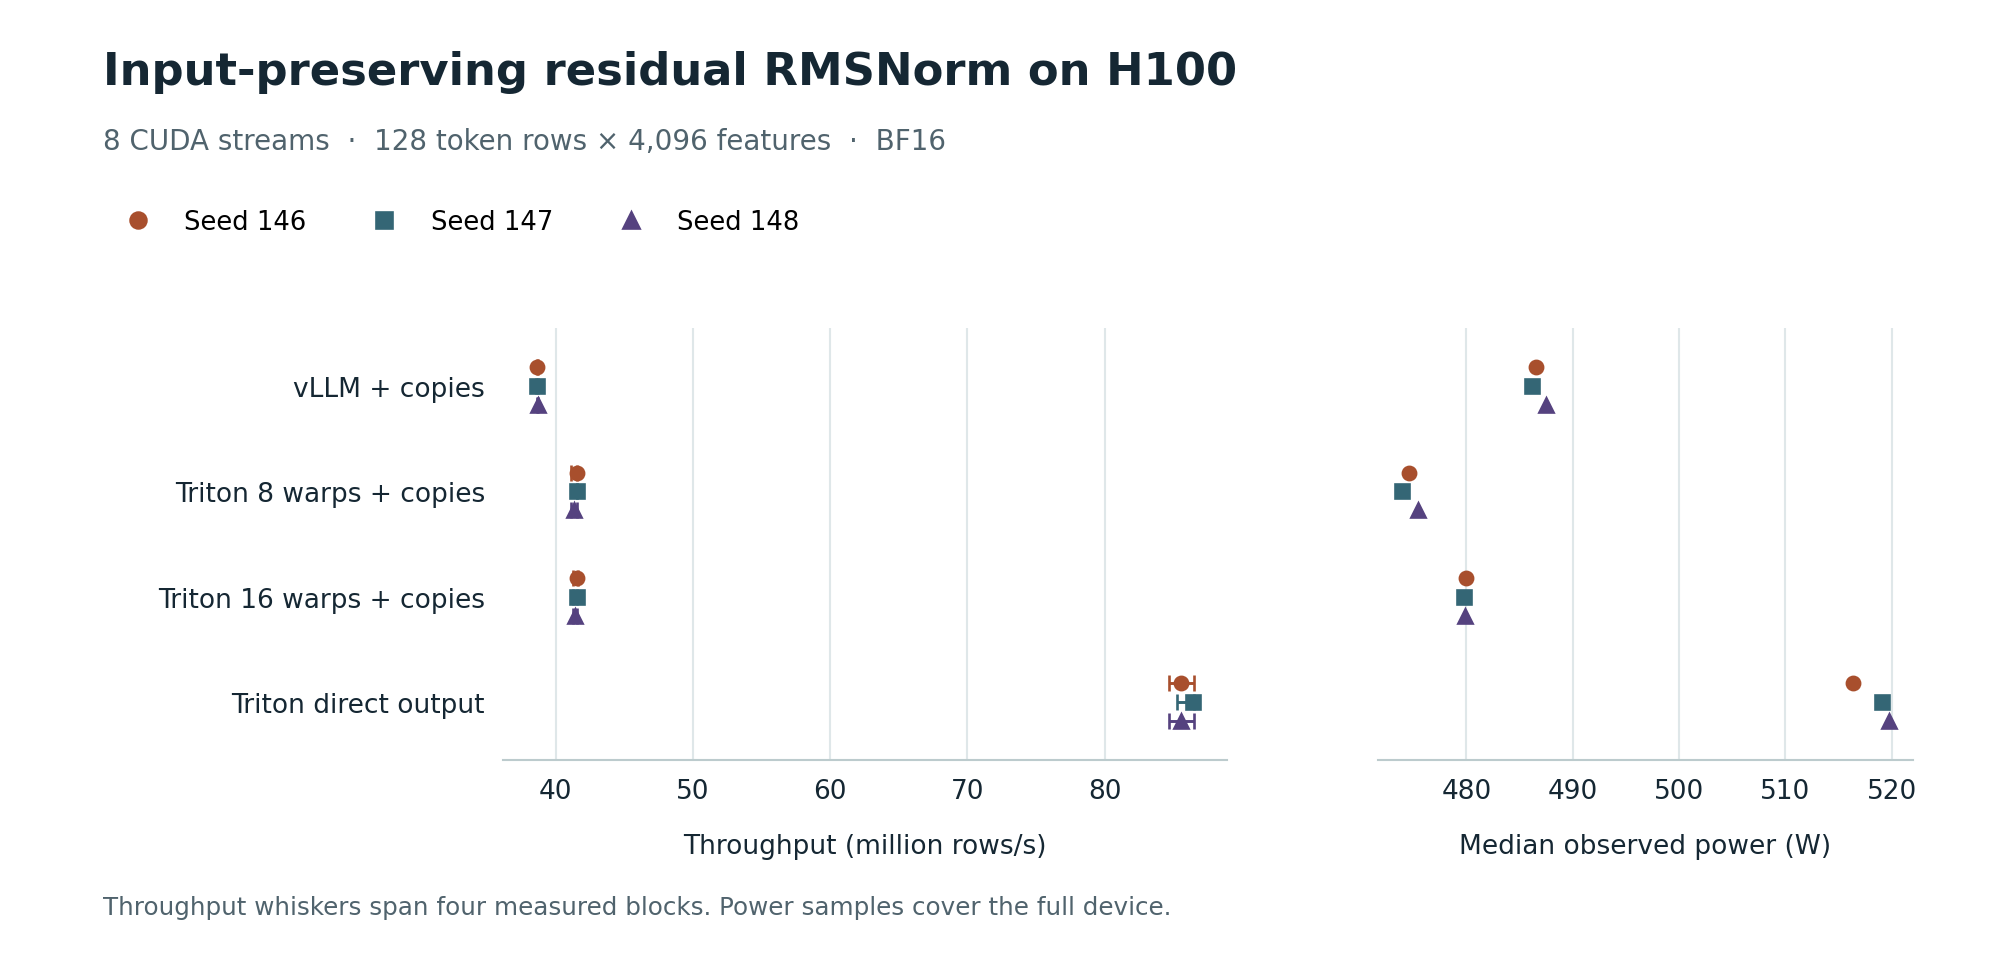 Input-preserving residual RMSNorm on H100
8 CUDA streams · 128 token rows × 4,096 features · BF16
Seed 146 Seed 147 Seed 148
vLLM + copies
Triton 8 warps + copies
Triton 16 warps + copies
Triton direct output
40 50 60 70 80
480 490 500 510 520
Throughput (million rows/s)
Median observed power (W)
Throughput whiskers span four measured blocks. Power samples cover the full device.